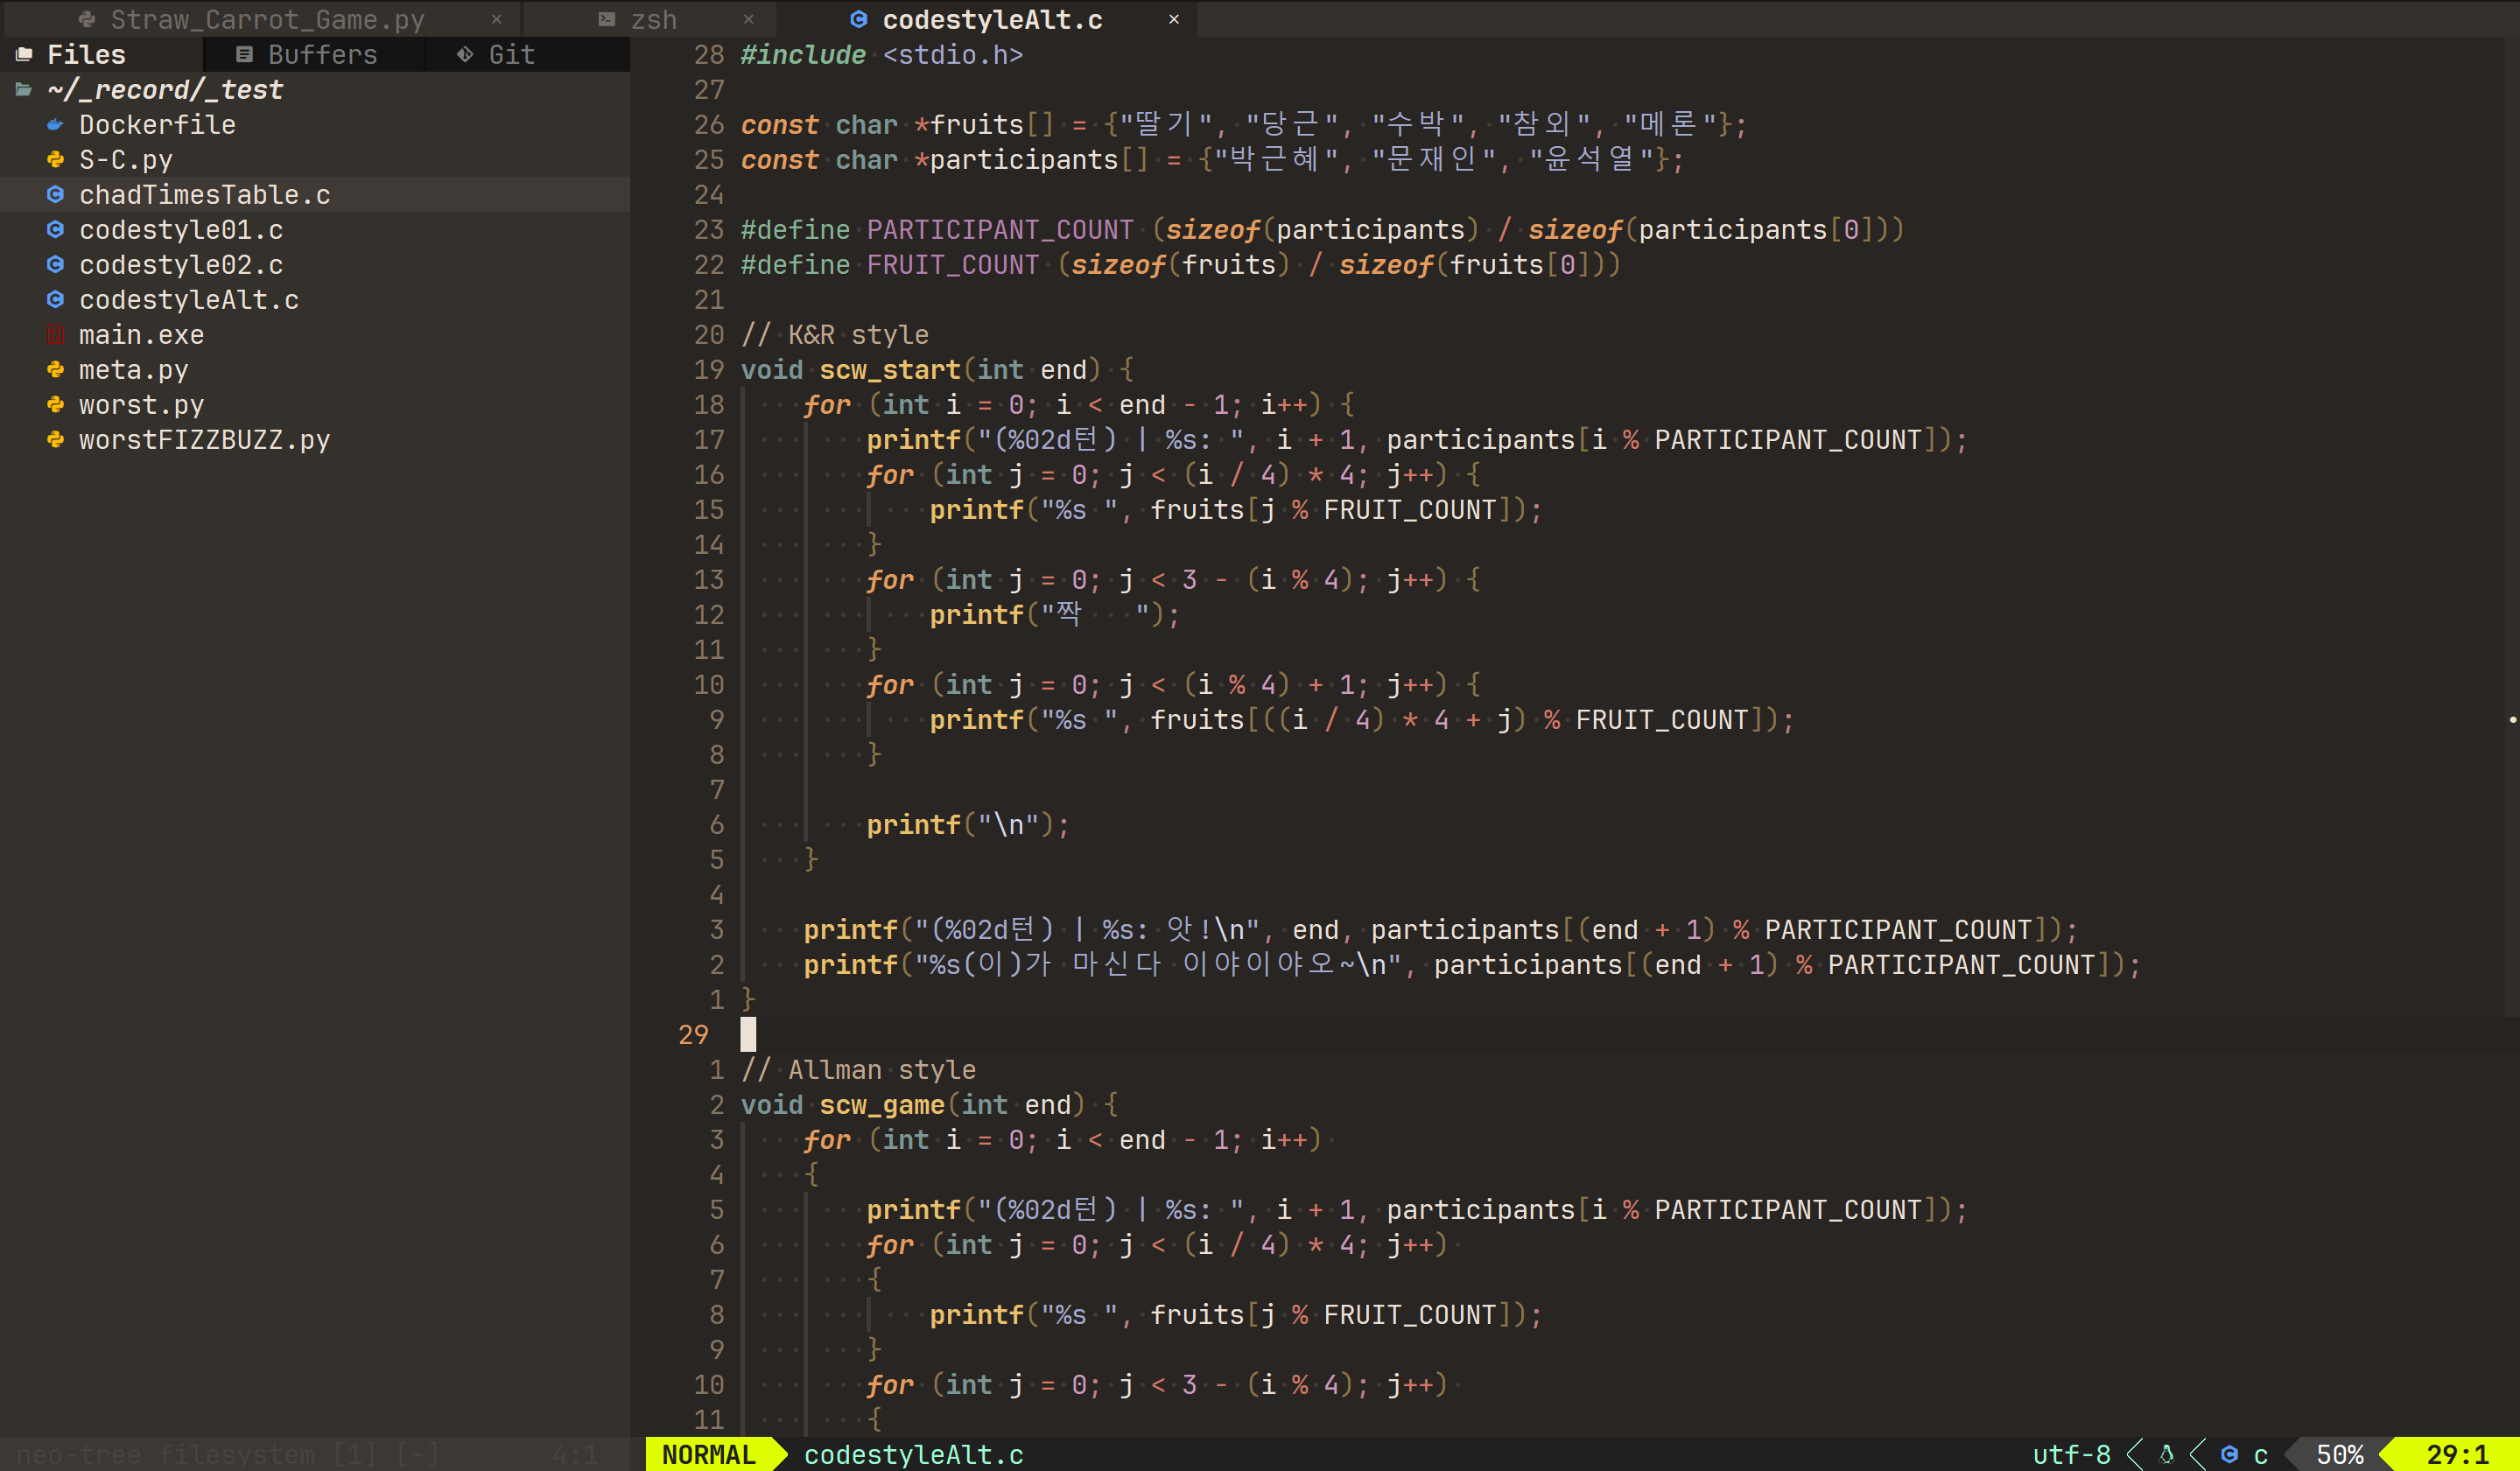 Straw_Carrot_Game.py × zsh × codestyleAlt.c ×
Files Buffers Git
~/_record/_test
Dockerfile
S-C.py
chadTimesTable.c
codestyle01.c
codestyle02.c
codestyleAlt.c
main.exe
meta.py
worst.py
worstFIZZBUZZ.py
28 #include <stdio.h>
27
26 const char *fruits[] = {"딸기", "당근", "수박", "참외", "메론"};
25 const char *participants[] = {"박근혜", "문재인", "윤석열"};
24
23 #define PARTICIPANT_COUNT (sizeof(participants) / sizeof(participants[0]))
22 #define FRUIT_COUNT (sizeof(fruits) / sizeof(fruits[0]))
21
20 // K&R style
19 void scw_start(int end) {
18     for (int i = 0; i < end - 1; i++) {
17         printf("(%02d턴) | %s: ", i + 1, participants[i % PARTICIPANT_COUNT]);
16         for (int j = 0; j < (i / 4) * 4; j++) {
15             printf("%s ", fruits[j % FRUIT_COUNT]);
14         }
13         for (int j = 0; j < 3 - (i % 4); j++) {
12             printf("짝   ");
11         }
10         for (int j = 0; j < (i % 4) + 1; j++) {
9             printf("%s ", fruits[((i / 4) * 4 + j) % FRUIT_COUNT]);
8         }
7
6         printf("\n");
5     }
4
3     printf("(%02d턴) | %s: 앗!\n", end, participants[(end + 1) % PARTICIPANT_COUNT]);
2     printf("%s(이)가 마신다 이야이야오~\n", participants[(end + 1) % PARTICIPANT_COUNT]);
1 }
29
1 // Allman style
2 void scw_game(int end) {
3     for (int i = 0; i < end - 1; i++)
4     {
5         printf("(%02d턴) | %s: ", i + 1, participants[i % PARTICIPANT_COUNT]);
6         for (int j = 0; j < (i / 4) * 4; j++)
7         {
8             printf("%s ", fruits[j % FRUIT_COUNT]);
9         }
10         for (int j = 0; j < 3 - (i % 4); j++)
11         {
neo-tree filesystem [1] [-] 4:1 NORMAL codestyleAlt.c utf-8 c 50% 29:1